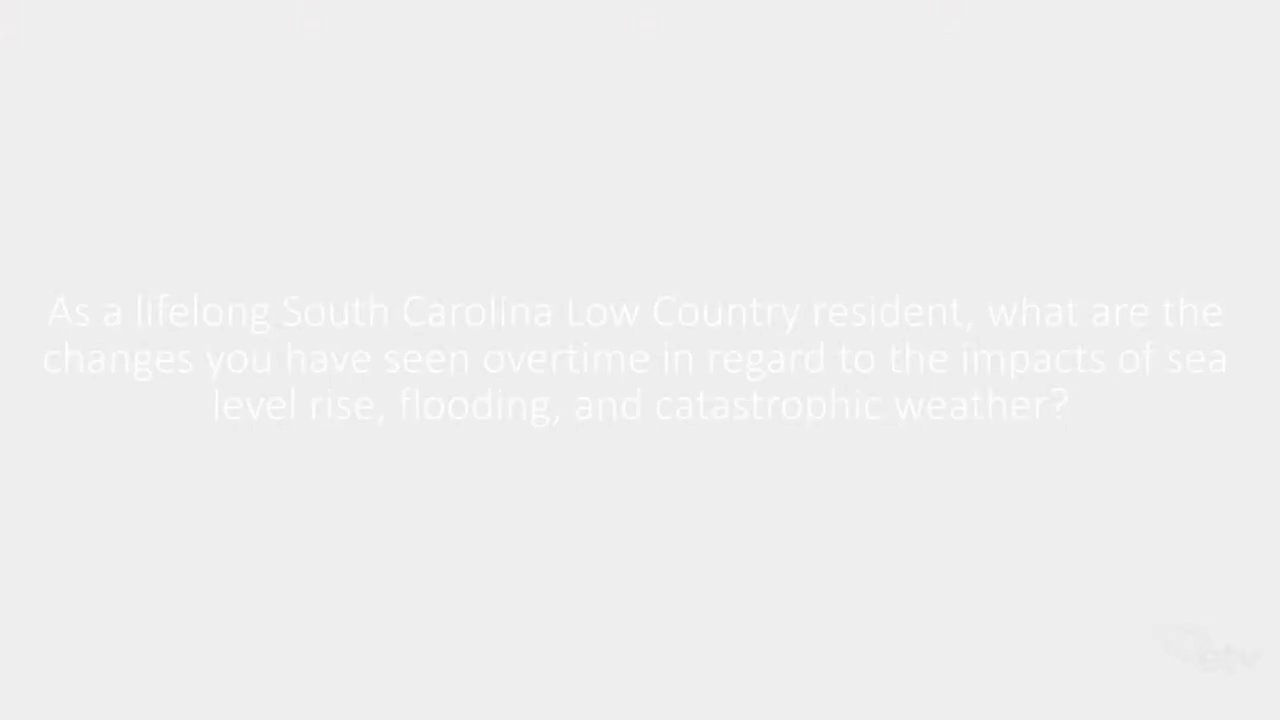 As a lifelong South Carolina Low Country resident, what are the
changes you have seen overtime in regard to the impacts of sea
level rise, flooding, and catastrophic weather?
etv